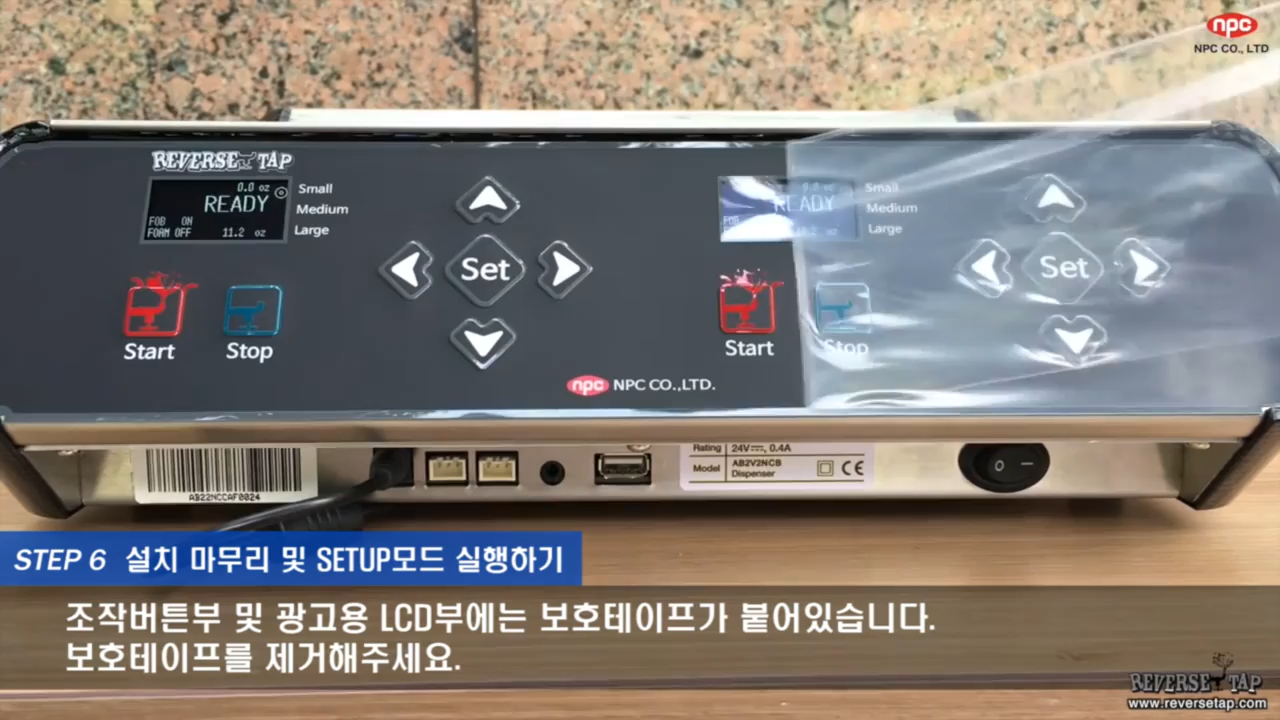 npc
NPC CO., LTD
REVERSE TAP
0.0 oz
READY
FOB ON
FORM OFF 11.2 oz
Small
Medium
Large
Set
Start
Stop
READY
FOB
Small
Medium
Large
Set
Start
Stop
npc NPC CO.,LTD.
AB22NCCAF0024
Rating 24V⎓, 0.4A
Model AB2V2NCB
Dispenser
CE
STEP 6 설치 마무리 및 SETUP모드 실행하기
조작버튼부 및 광고용 LCD부에는 보호테이프가 붙어있습니다.
보호테이프를 제거해주세요.
REVERSE TAP
www.reversetap.com